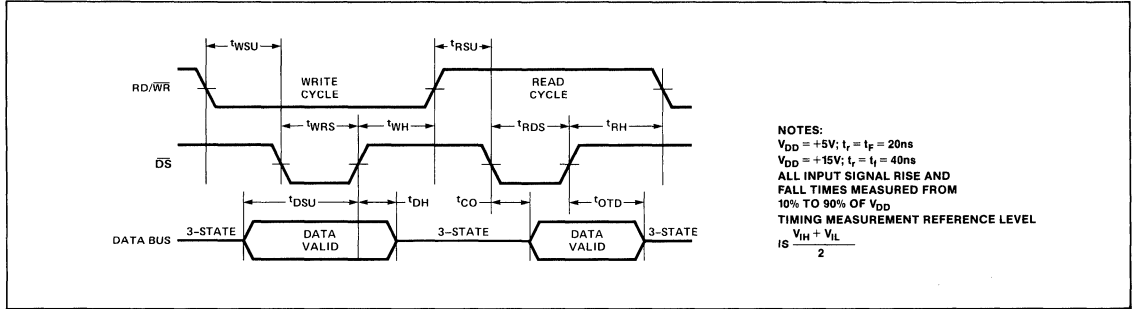 tWSU
tRSU
RD/WR
WRITE
CYCLE
READ
CYCLE
tWRS
tWH
tRDS
tRH
DS
tDSU
tDH
tCO
tOTD
DATA BUS
3–STATE
DATA
VALID
3–STATE
DATA
VALID
3–STATE
NOTES:
VDD = +5V; tr = tF = 20ns
VDD = +15V; tr = tf = 40ns
ALL INPUT SIGNAL RISE AND
FALL TIMES MEASURED FROM
10% TO 90% OF VDD
TIMING MEASUREMENT REFERENCE LEVEL
IS VIH + VIL
2